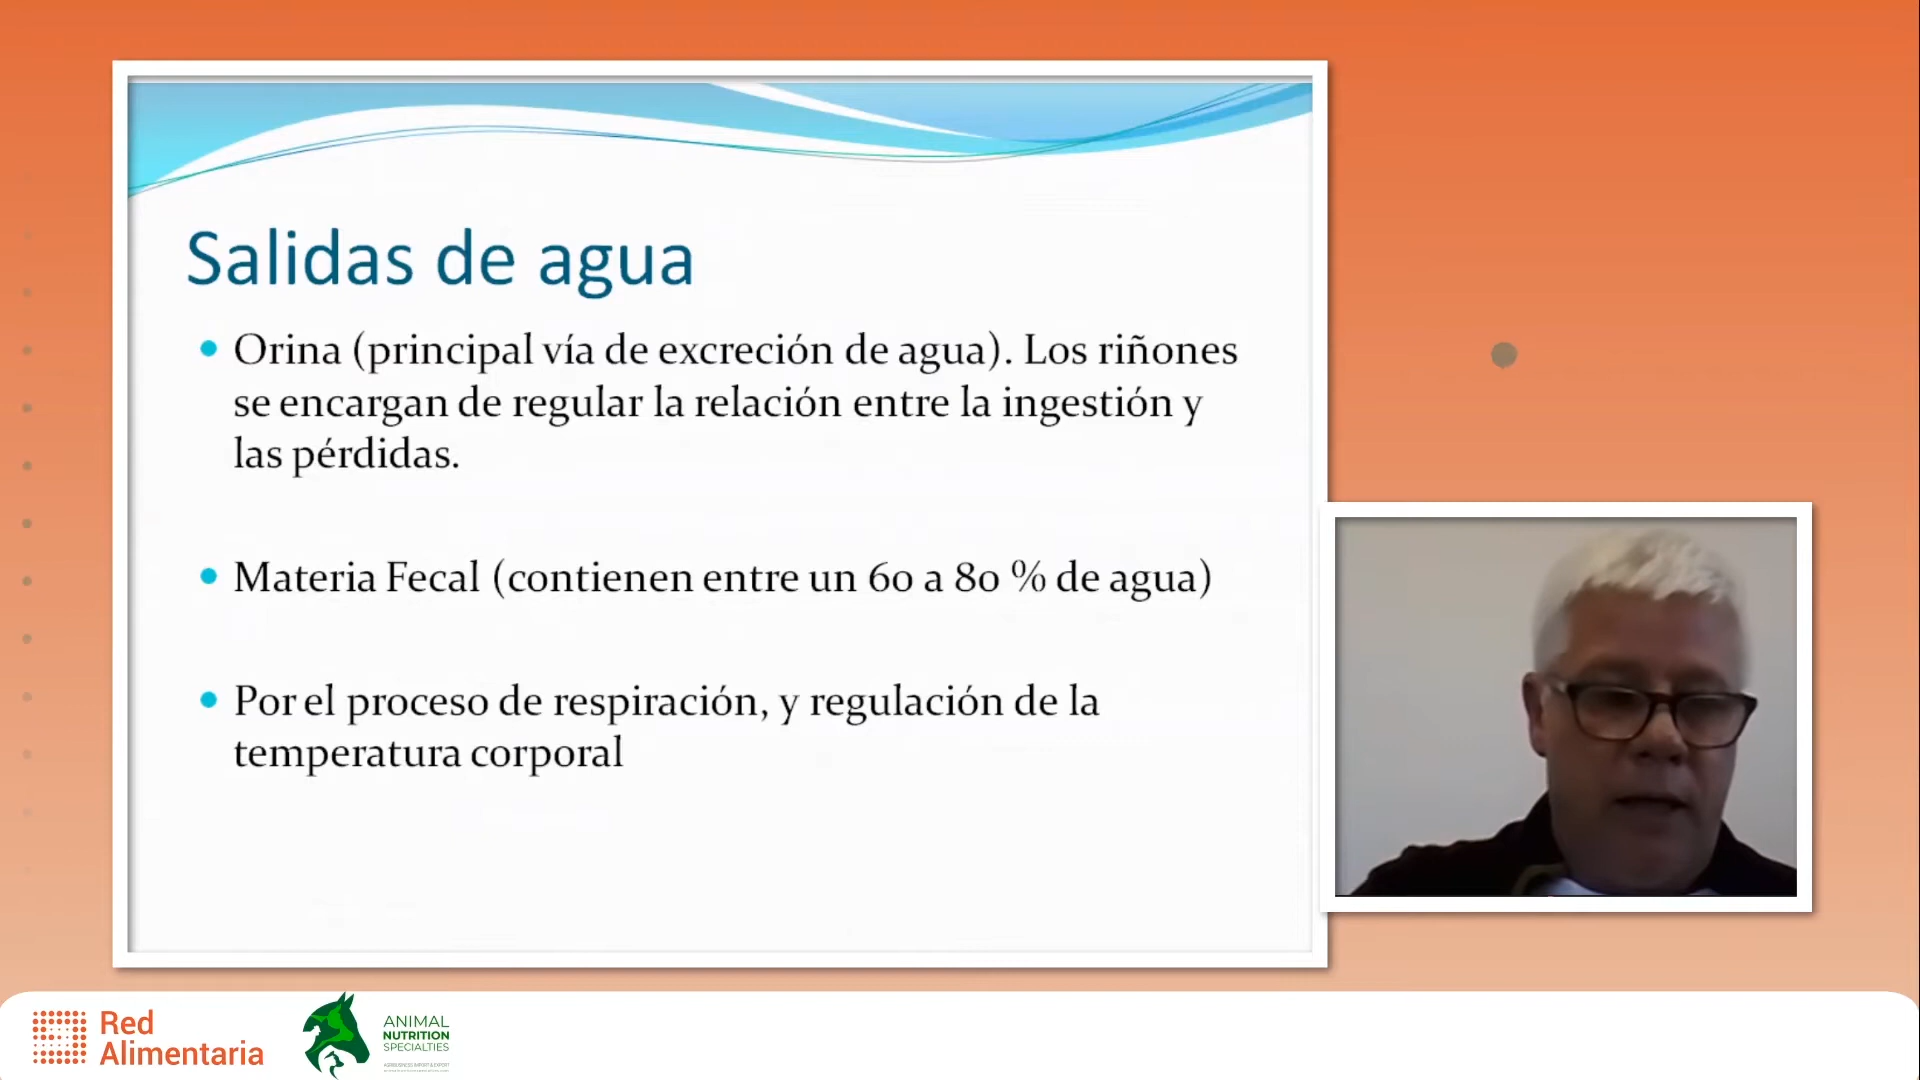 Salidas de agua
Orina (principal vía de excreción de agua). Los riñones
se encargan de regular la relación entre la ingestión y
las pérdidas.
Materia Fecal (contienen entre un 60 a 80 % de agua)
Por el proceso de respiración, y regulación de la
temperatura corporal
Red
Alimentaria
ANIMAL
NUTRITION
SPECIALTIES